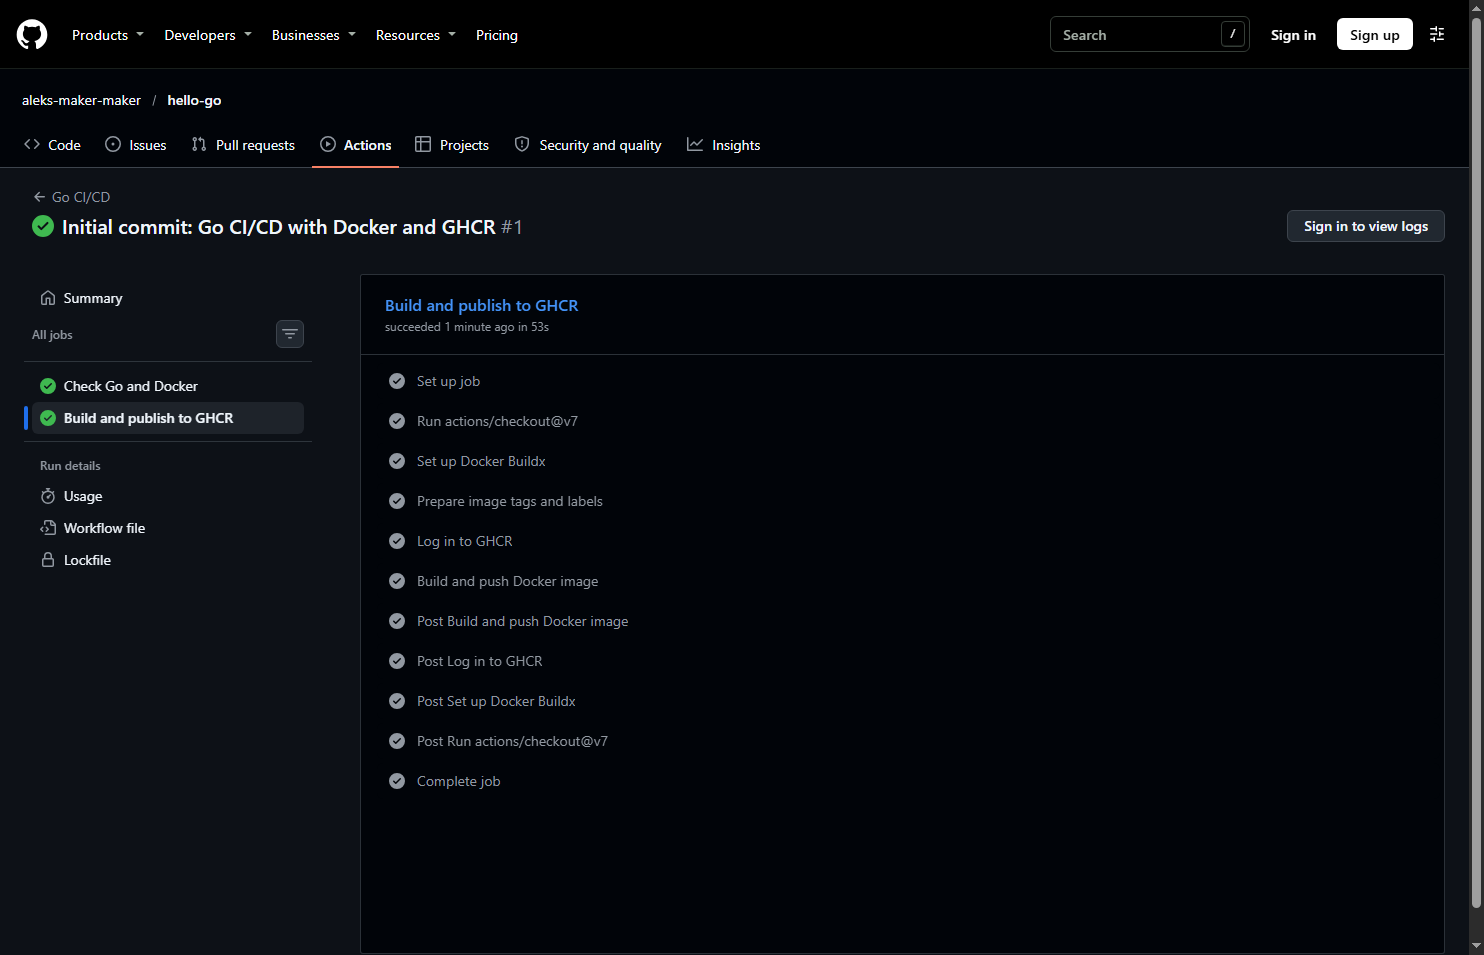 Products Developers Businesses Resources Pricing Search / Sign in Sign up
aleks-maker-maker / hello-go
Code Issues Pull requests Actions Projects Security and quality Insights
Go CI/CD
Initial commit: Go CI/CD with Docker and GHCR #1
Sign in to view logs
Summary
All jobs
Check Go and Docker
Build and publish to GHCR
Run details
Usage
Workflow file
Lockfile
Build and publish to GHCR
succeeded 1 minute ago in 53s
Set up job
Run actions/checkout@v7
Set up Docker Buildx
Prepare image tags and labels
Log in to GHCR
Build and push Docker image
Post Build and push Docker image
Post Log in to GHCR
Post Set up Docker Buildx
Post Run actions/checkout@v7
Complete job